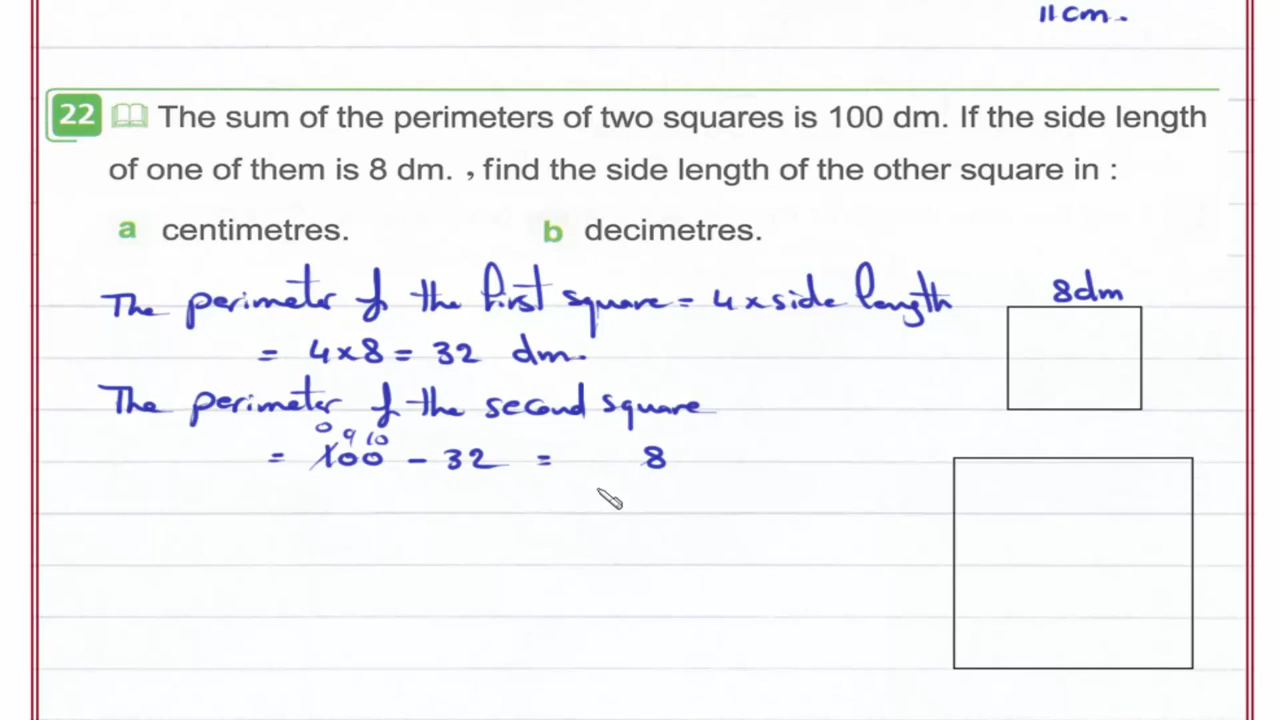 11 cm.
22 The sum of the perimeters of two squares is 100 dm. If the side length
of one of them is 8 dm. , find the side length of the other square in :
a centimetres. b decimetres.
The perimeter of the first square = 4 x side length
8dm
= 4 x 8 = 32 dm.
The perimeter of the second square
0 9 10
= 100 - 32 = 8